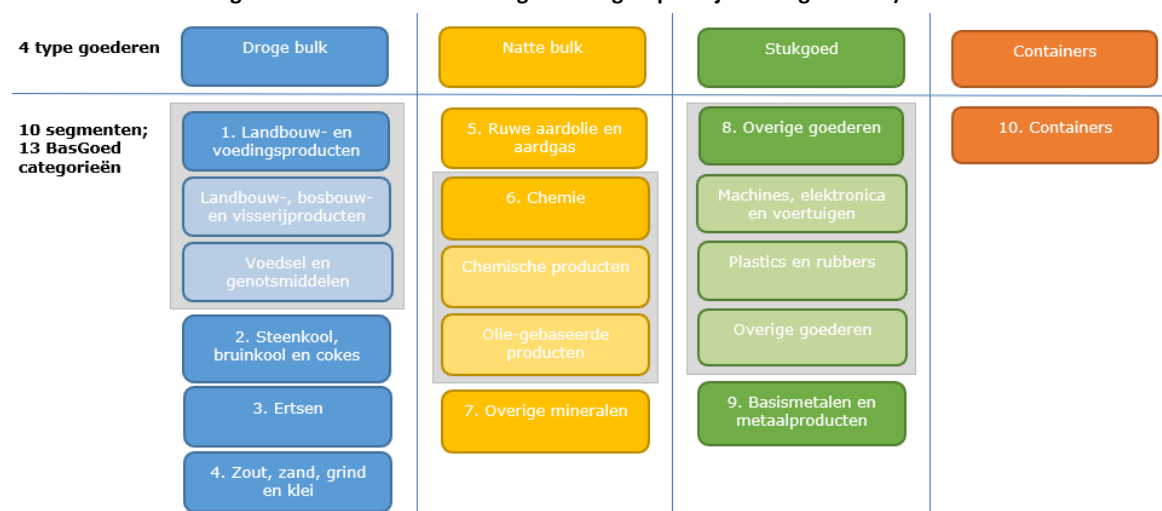 4 type goederen
Droge bulk
Natte bulk
Stukgoed
Containers
10 segmenten;
13 BasGoed
categorieën
1. Landbouw- en
voedingsproducten
Landbouw-, bosbouw-
en visserijproducten
Voedsel en
genotsmiddelen
2. Steenkool,
bruinkool en cokes
3. Ertsen
4. Zout, zand, grind
en klei
5. Ruwe aardolie en
aardgas
6. Chemie
Chemische producten
Olie-gebaseerde
producten
7. Overige mineralen
8. Overige goederen
Machines, elektronica
en voertuigen
Plastics en rubbers
Overige goederen
9. Basismetalen en
metaalproducten
10. Containers